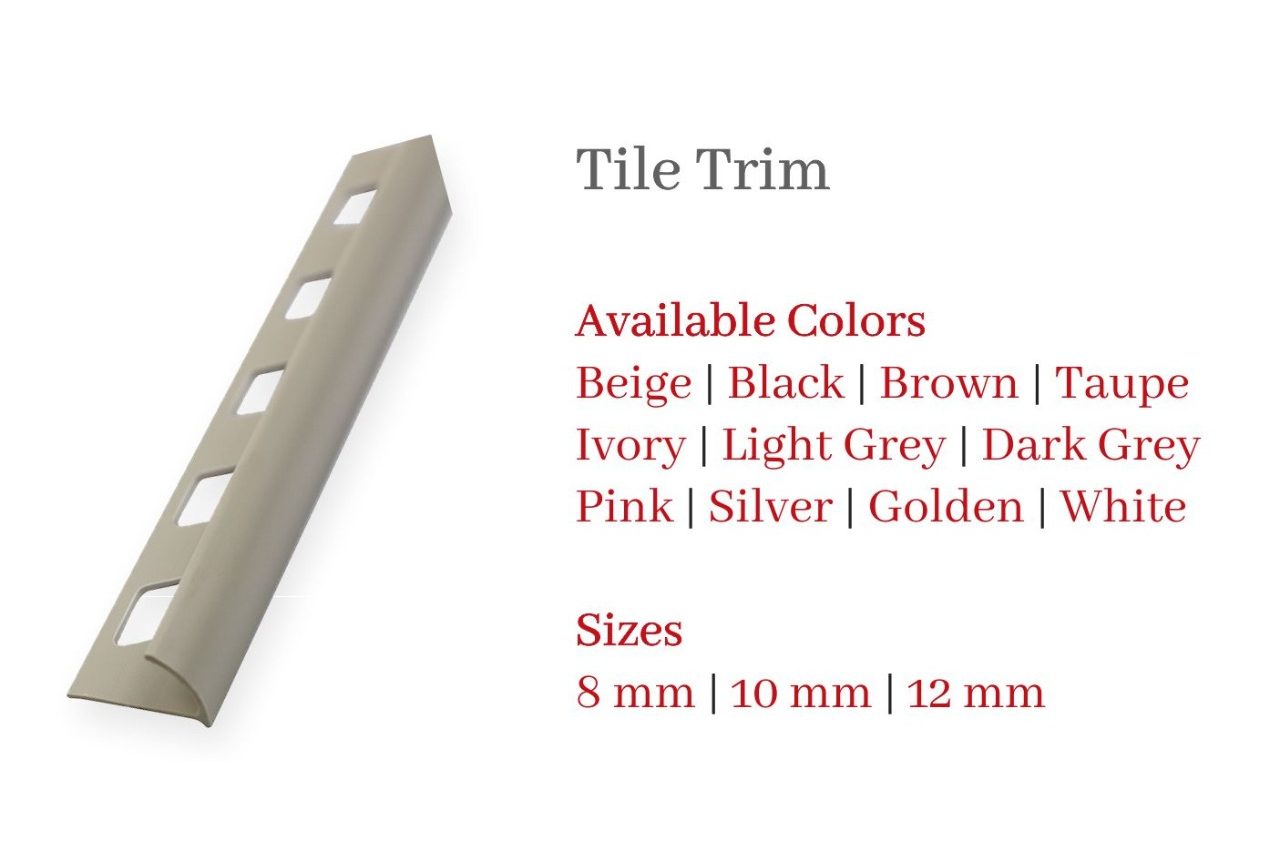 Tile Trim
Available Colors
Beige | Black | Brown | Taupe
Ivory | Light Grey | Dark Grey
Pink | Silver | Golden | White
Sizes
8 mm | 10 mm | 12 mm